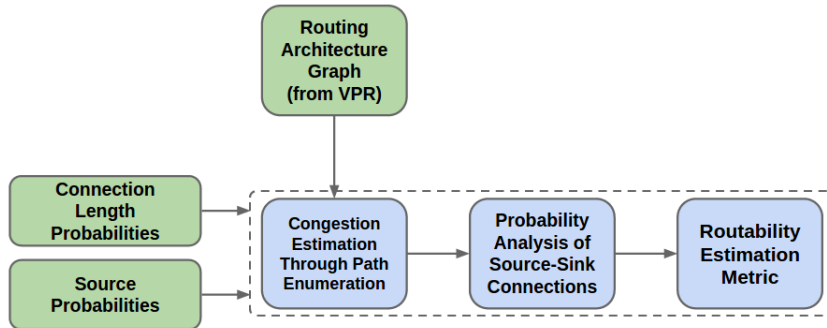 Routing
Architecture
Graph
(from VPR)
Connection
Length
Probabilities
Source
Probabilities
Congestion
Estimation
Through Path
Enumeration
Probability
Analysis of
Source-Sink
Connections
Routability
Estimation
Metric